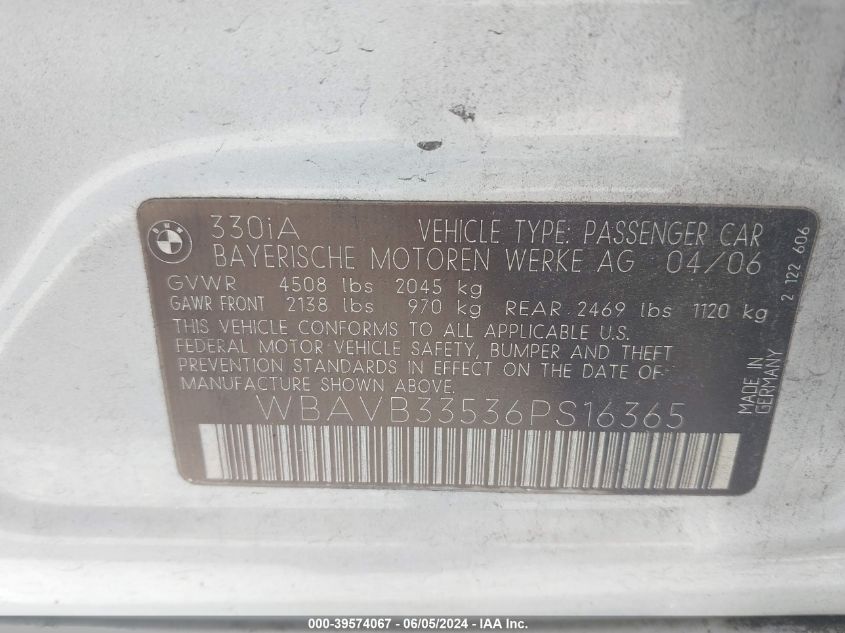 BMW
330iA VEHICLE TYPE: PASSENGER CAR
BAYERISCHE MOTOREN WERKE AG 04/06
GVWR 4508 lbs 2045 kg
GAWR FRONT 2138 lbs 970 kg REAR 2469 lbs 1120 kg
THIS VEHICLE CONFORMS TO ALL APPLICABLE U.S.
FEDERAL MOTOR VEHICLE SAFETY, BUMPER AND THEFT
PREVENTION STANDARDS IN EFFECT ON THE DATE OF
MANUFACTURE SHOWN ABOVE.
WBAVB33536PS16365
MADE IN
GERMANY
2 122 606
000-39574067 - 06/05/2024 - IAA Inc.